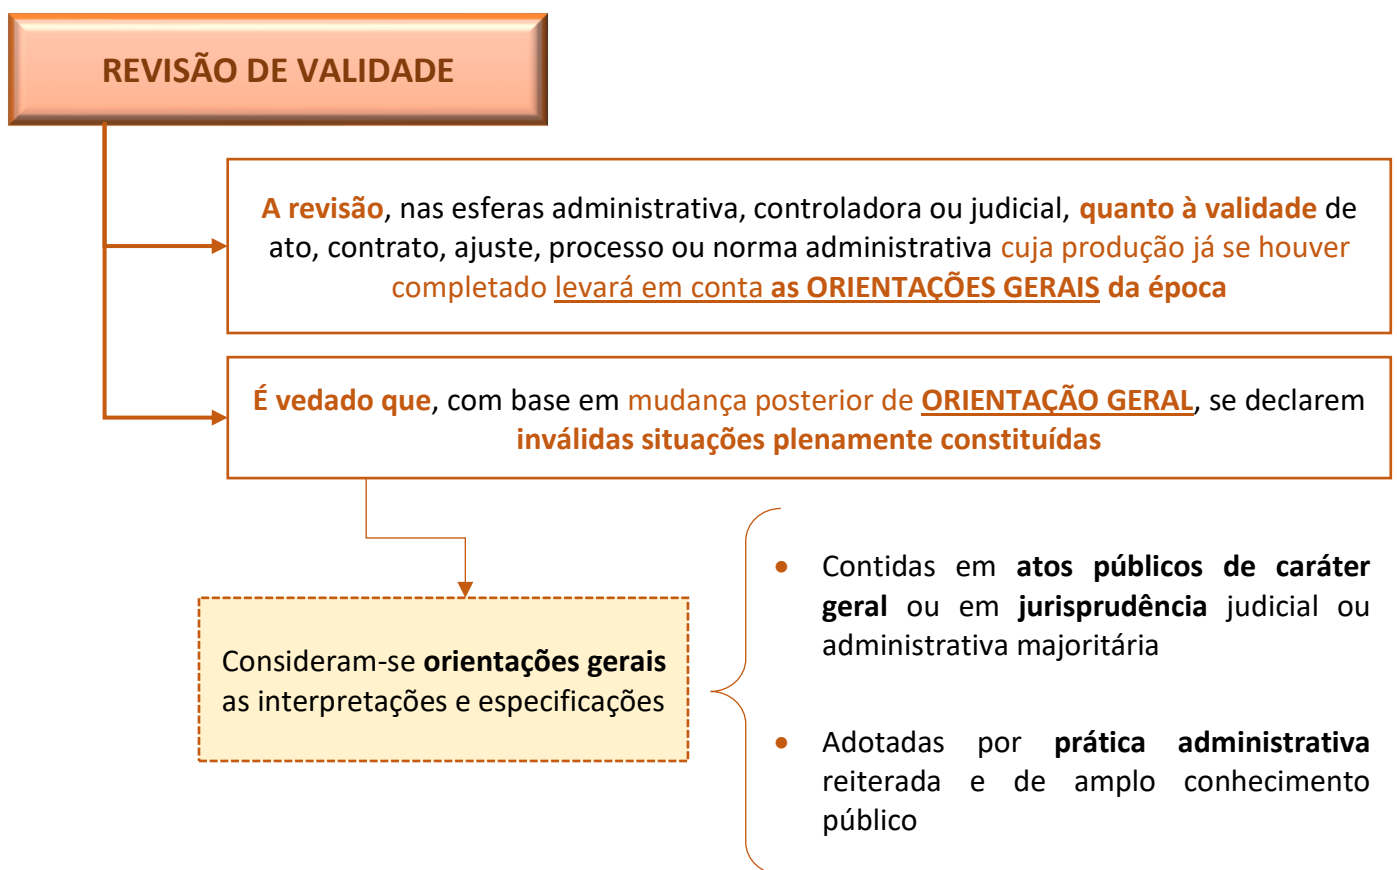 REVISÃO DE VALIDADE
A revisão, nas esferas administrativa, controladora ou judicial, quanto à validade de
ato, contrato, ajuste, processo ou norma administrativa cuja produção já se houver
completado levará em conta as ORIENTAÇÕES GERAIS da época
É vedado que, com base em mudança posterior de ORIENTAÇÃO GERAL, se declarem
inválidas situações plenamente constituídas
Consideram-se orientações gerais
as interpretações e especificações
• Contidas em atos públicos de caráter
geral ou em jurisprudência judicial ou
administrativa majoritária
• Adotadas por prática administrativa
reiterada e de amplo conhecimento
público